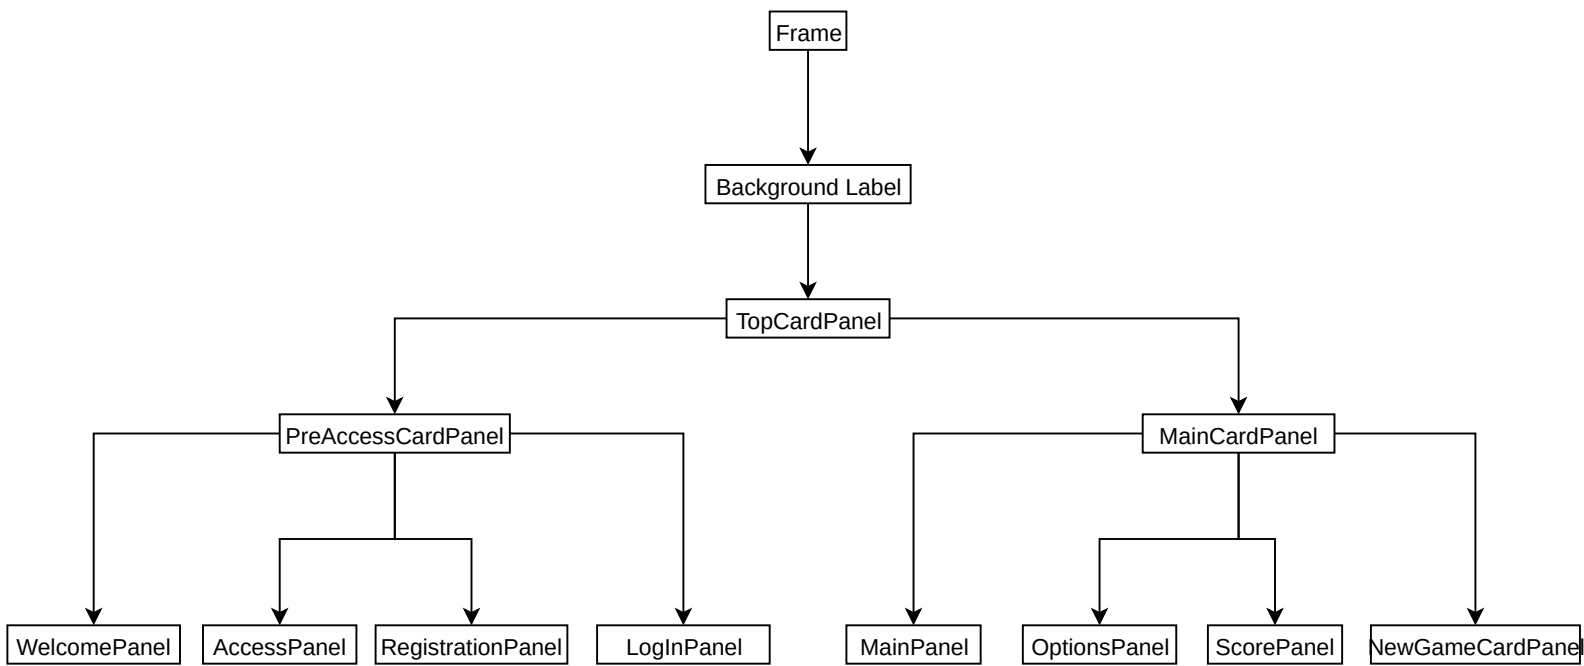 Frame
Background Label
TopCardPanel
PreAccessCardPanel
MainCardPanel
WelcomePanel
AccessPanel
RegistrationPanel
LogInPanel
MainPanel
OptionsPanel
ScorePanel
NewGameCardPanel